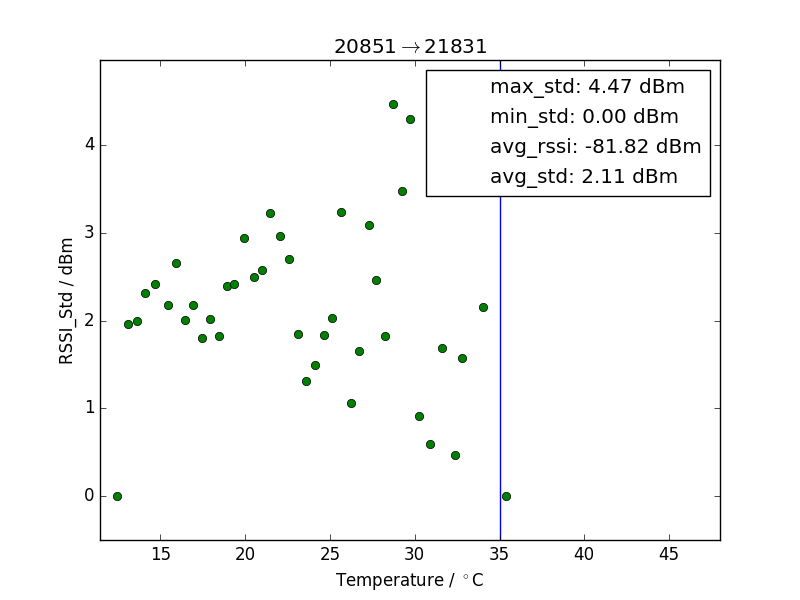 20851→21831
max_std: 4.47 dBm
min_std: 0.00 dBm
avg_rssi: -81.82 dBm
avg_std: 2.11 dBm
RSSI_Std / dBm
4
3
2
1
0
15 20 25 30 35 40 45
Temperature / °C